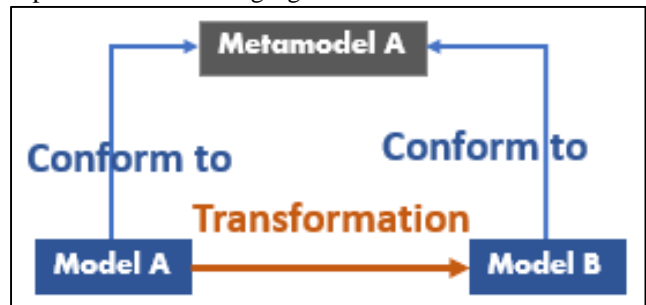 Metamodel A
Conform to
Conform to
Transformation
Model A
Model B